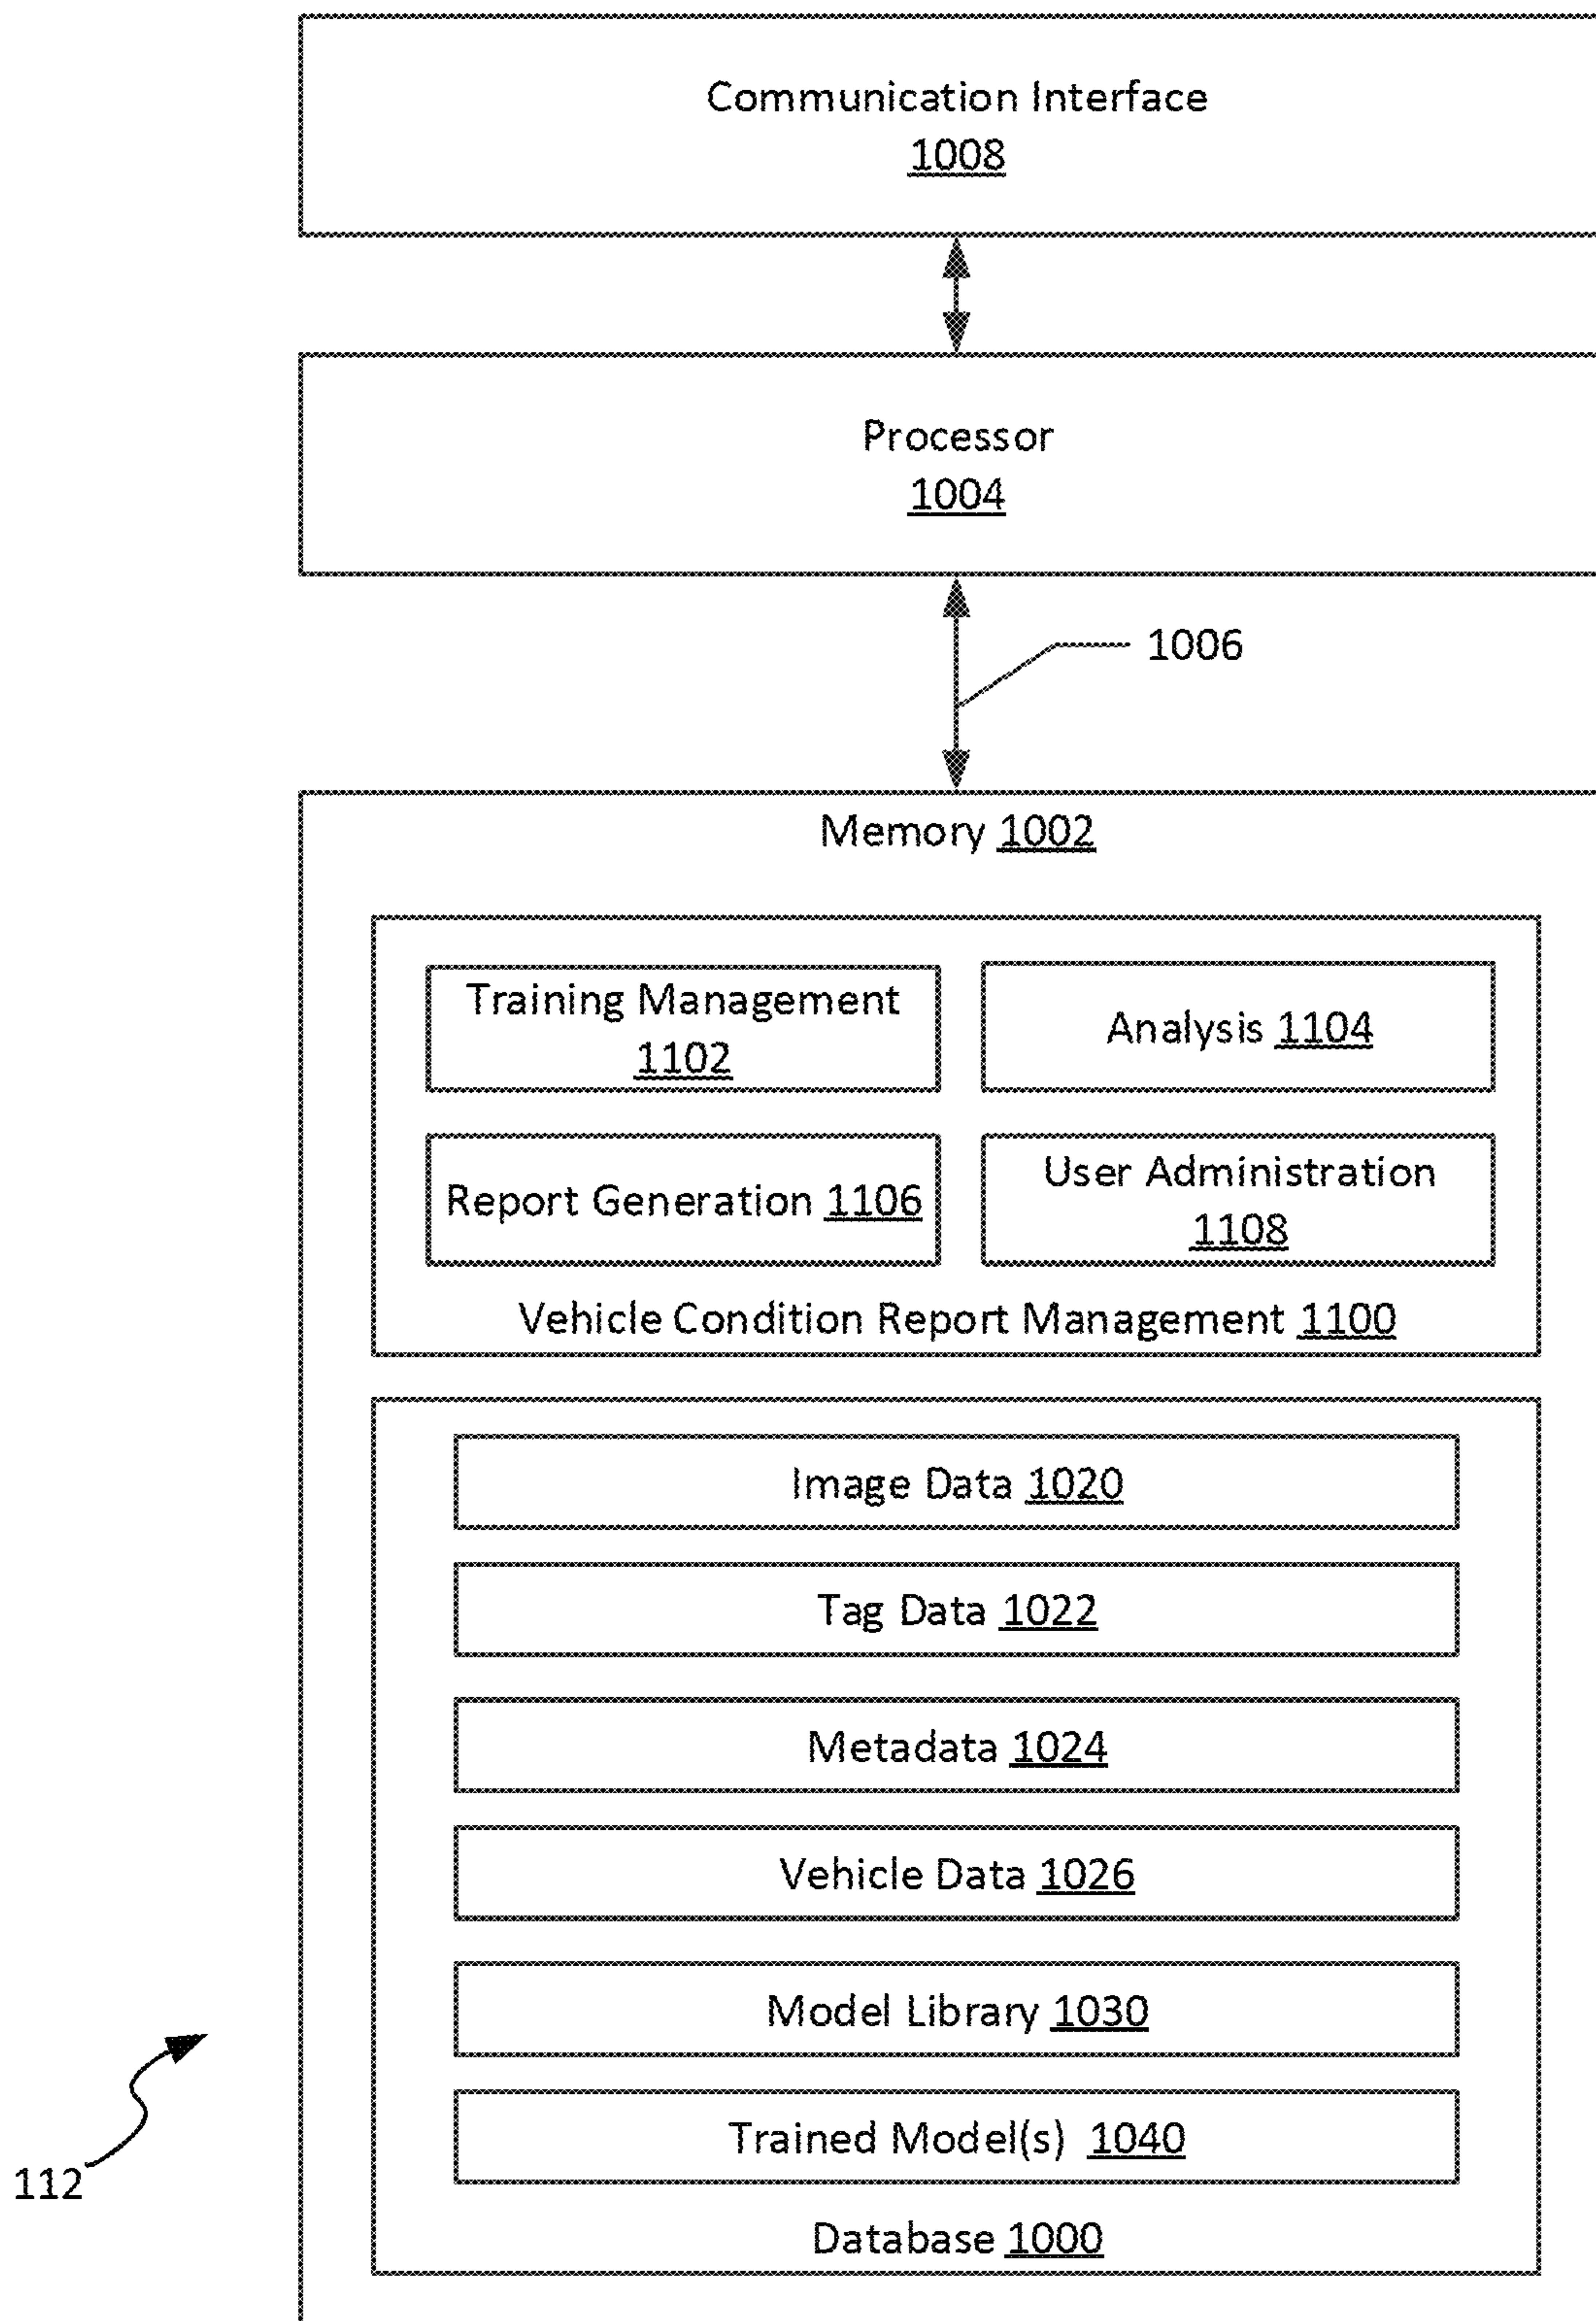 Communication Interface
1008
Processor
1004
1006
Memory 1002
Training Management
1102
Analysis 1104
Report Generation 1106
User Administration
1108
Vehicle Condition Report Management 1100
Image Data 1020
Tag Data 1022
Metadata 1024
Vehicle Data 1026
Model Library 1030
Trained Model(s) 1040
Database 1000
112